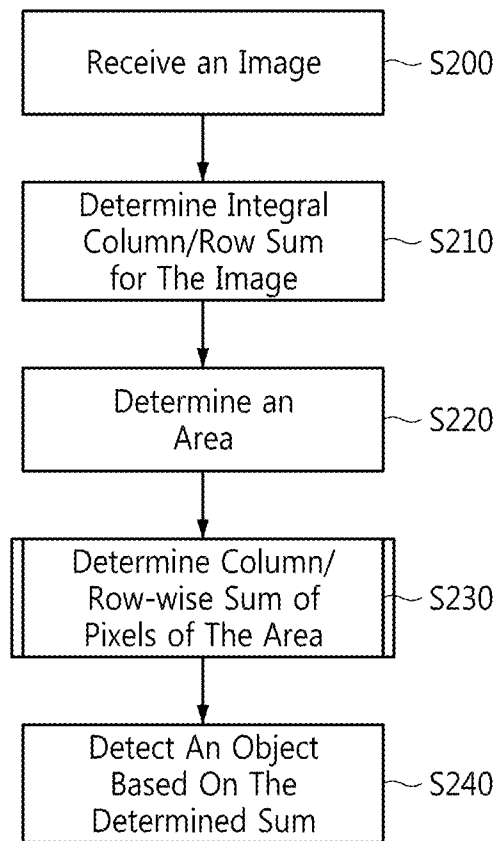 Receive an Image
S200
Determine Integral
Column/Row Sum
for The Image
S210
Determine an
Area
S220
Determine Column/
Row-wise Sum of
Pixels of The Area
S230
Detect An Object
Based On The
Determined Sum
S240